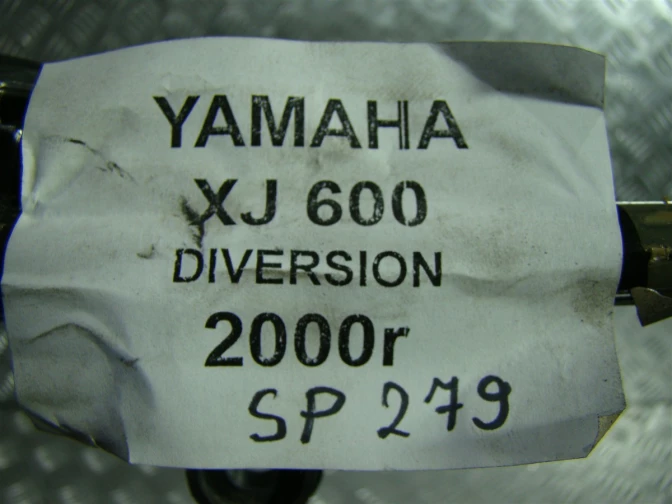 YAMAHA
XJ 600
DIVERSION
2000r
SP 279